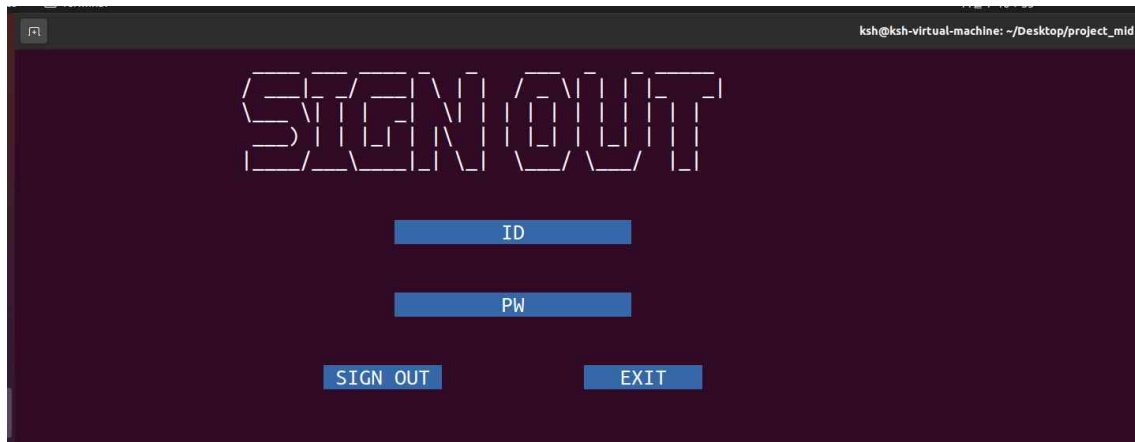 ksh@ksh-virtual-machine: ~/Desktop/project_mid
SIGN OUT
ID
PW
SIGN OUT
EXIT